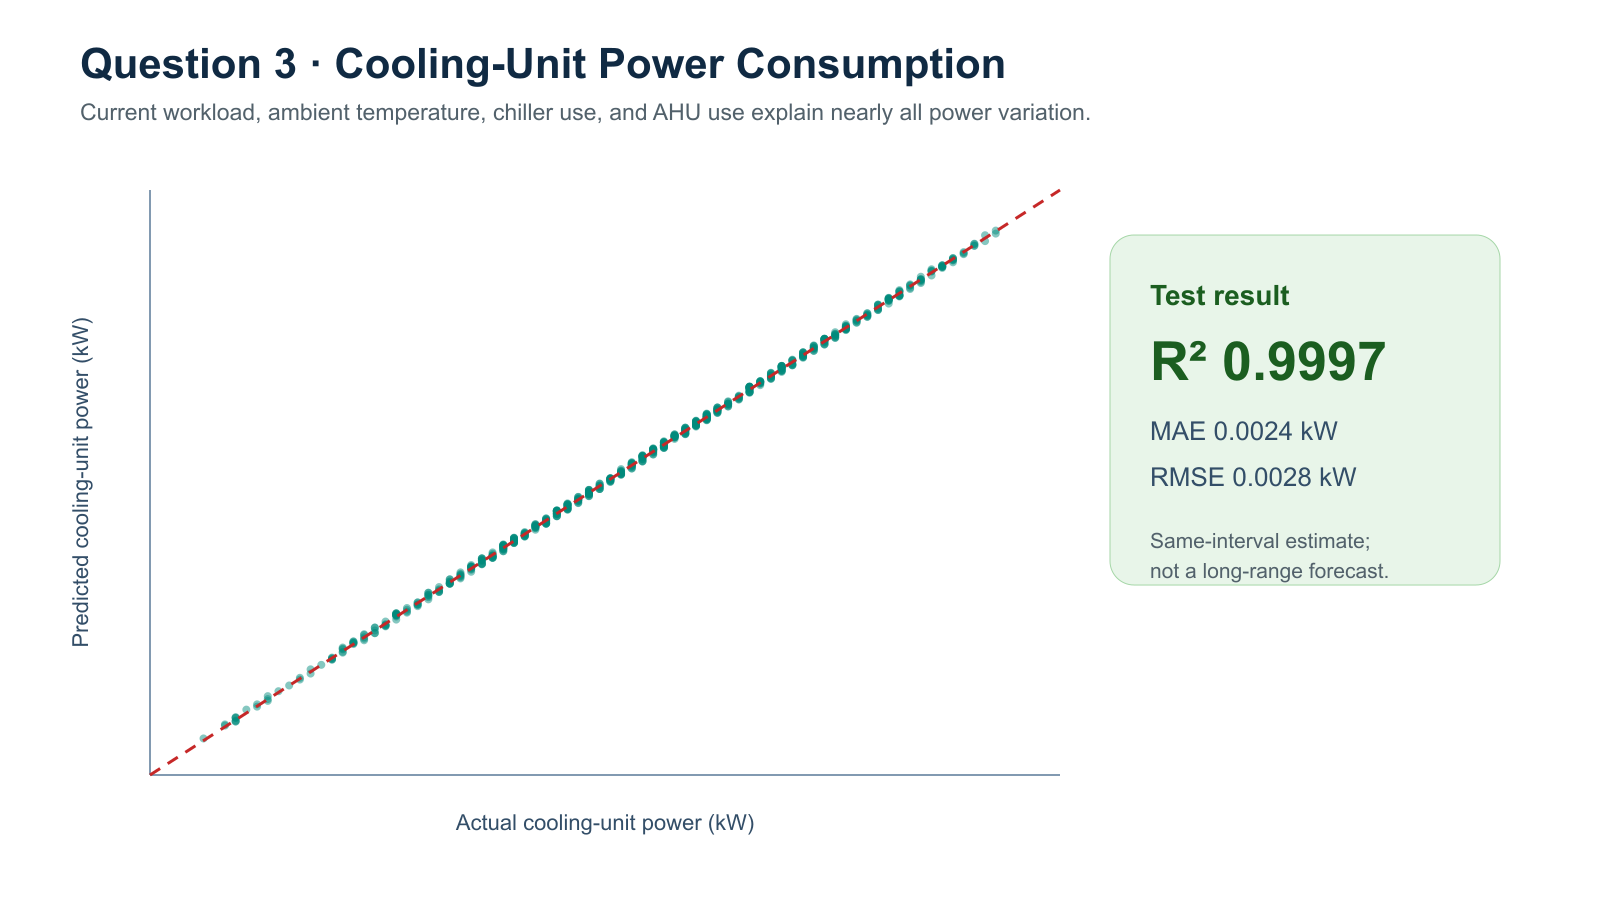 Question 3 · Cooling-Unit Power Consumption
Current workload, ambient temperature, chiller use, and AHU use explain nearly all power variation.
Predicted cooling-unit power (kW)
Actual cooling-unit power (kW)
Test result
R² 0.9997
MAE 0.0024 kW
RMSE 0.0028 kW
Same-interval estimate;
not a long-range forecast.